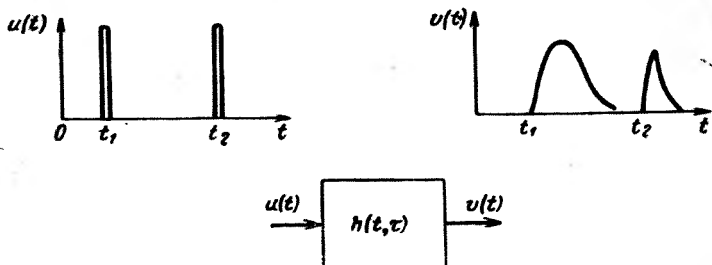 u(t)
0 t₁ t₂ t
v(t)
t₁ t₂ t
u(t) h(t,τ) v(t)